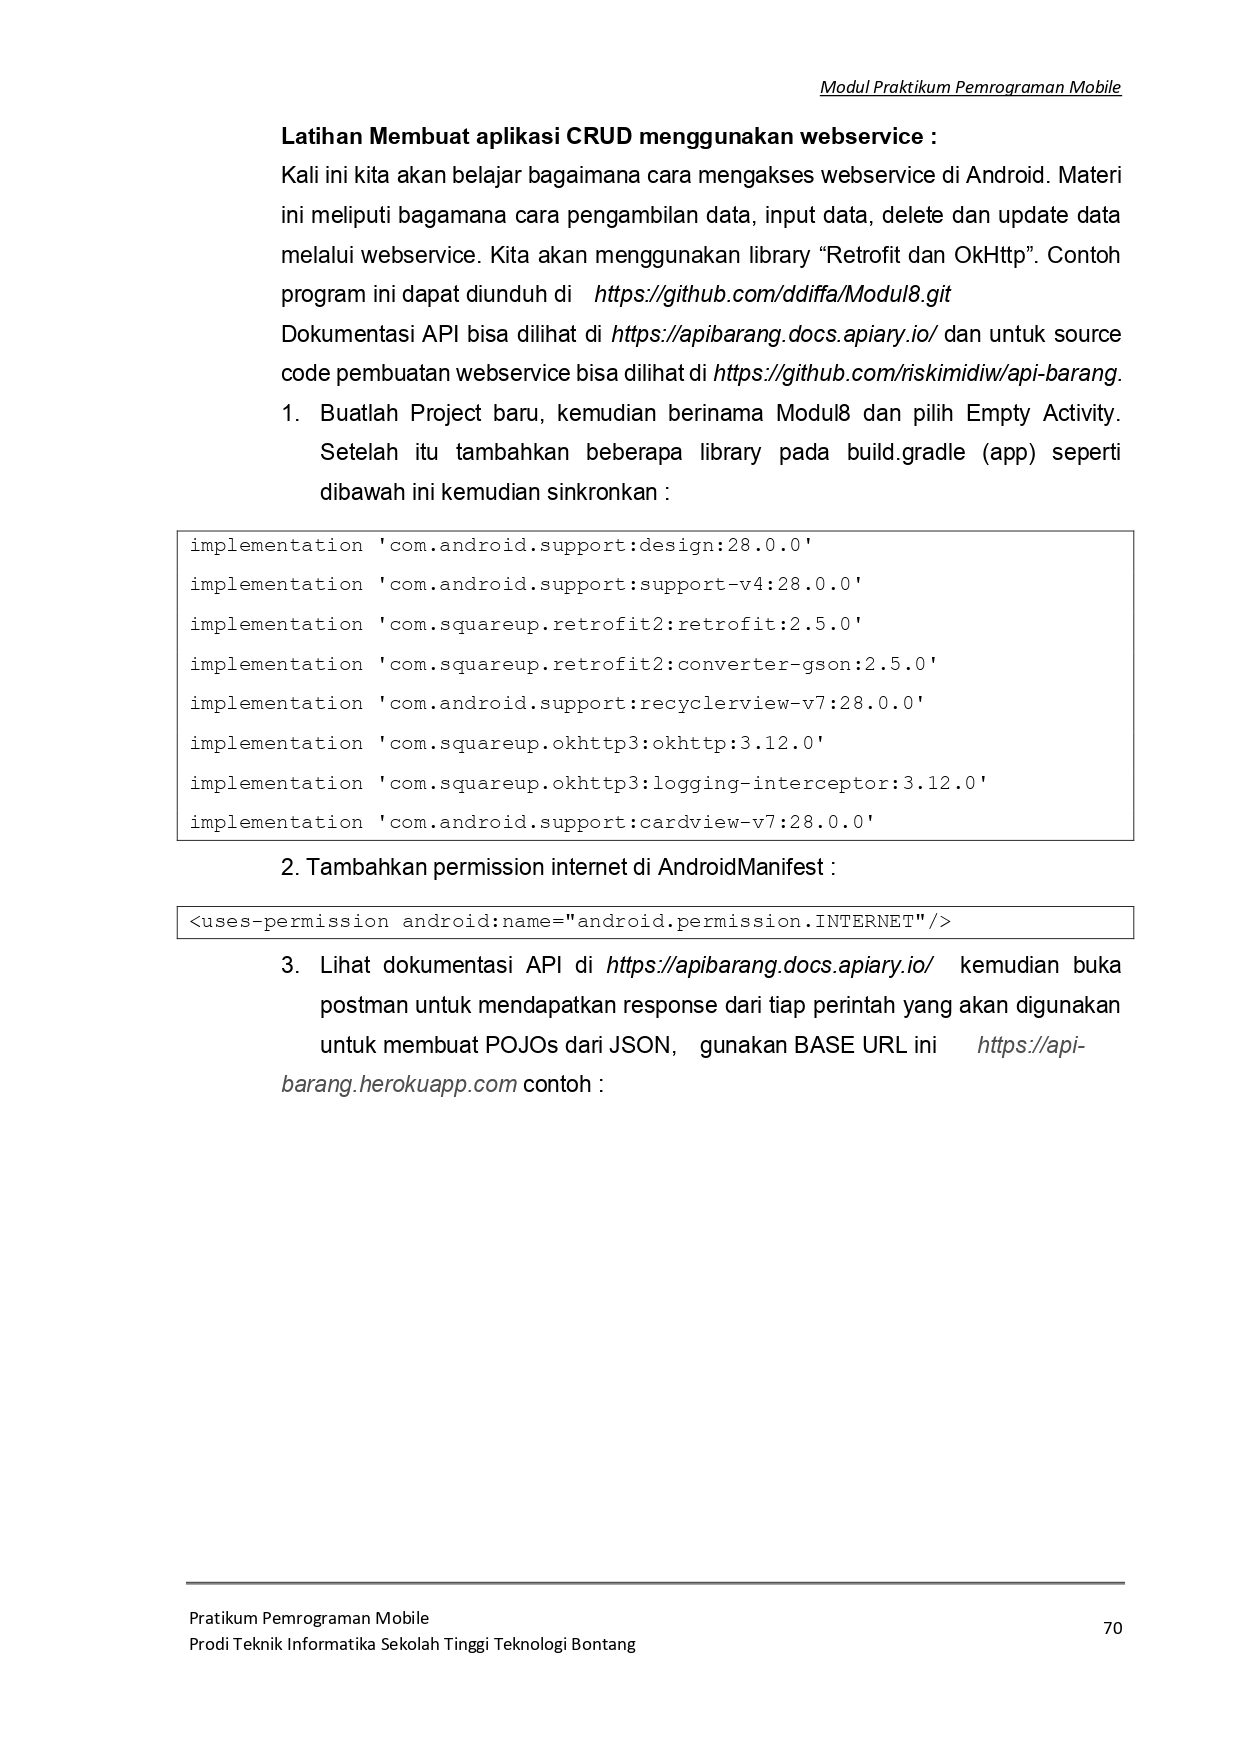 Modul Praktikum Pemrograman Mobile
Latihan Membuat aplikasi CRUD menggunakan webservice :
Kali ini kita akan belajar bagaimana cara mengakses webservice di Android. Materi
ini meliputi bagamana cara pengambilan data, input data, delete dan update data
melalui webservice. Kita akan menggunakan library “Retrofit dan OkHttp”. Contoh
program ini dapat diunduh di https://github.com/ddiffa/Modul8.git
Dokumentasi API bisa dilihat di https://apibarang.docs.apiary.io/ dan untuk source
code pembuatan webservice bisa dilihat di https://github.com/riskimidiw/api-barang.
1. Buatlah Project baru, kemudian berinama Modul8 dan pilih Empty Activity.
Setelah itu tambahkan beberapa library pada build.gradle (app) seperti
dibawah ini kemudian sinkronkan :
implementation 'com.android.support:design:28.0.0'
implementation 'com.android.support:support-v4:28.0.0'
implementation 'com.squareup.retrofit2:retrofit:2.5.0'
implementation 'com.squareup.retrofit2:converter-gson:2.5.0'
implementation 'com.android.support:recyclerview-v7:28.0.0'
implementation 'com.squareup.okhttp3:okhttp:3.12.0'
implementation 'com.squareup.okhttp3:logging-interceptor:3.12.0'
implementation 'com.android.support:cardview-v7:28.0.0'
2. Tambahkan permission internet di AndroidManifest :
<uses-permission android:name="android.permission.INTERNET"/>
3. Lihat dokumentasi API di https://apibarang.docs.apiary.io/ kemudian buka
postman untuk mendapatkan response dari tiap perintah yang akan digunakan
untuk membuat POJOs dari JSON, gunakan BASE URL ini https://api-
barang.herokuapp.com contoh :
Pratikum Pemrograman Mobile
Prodi Teknik Informatika Sekolah Tinggi Teknologi Bontang
70